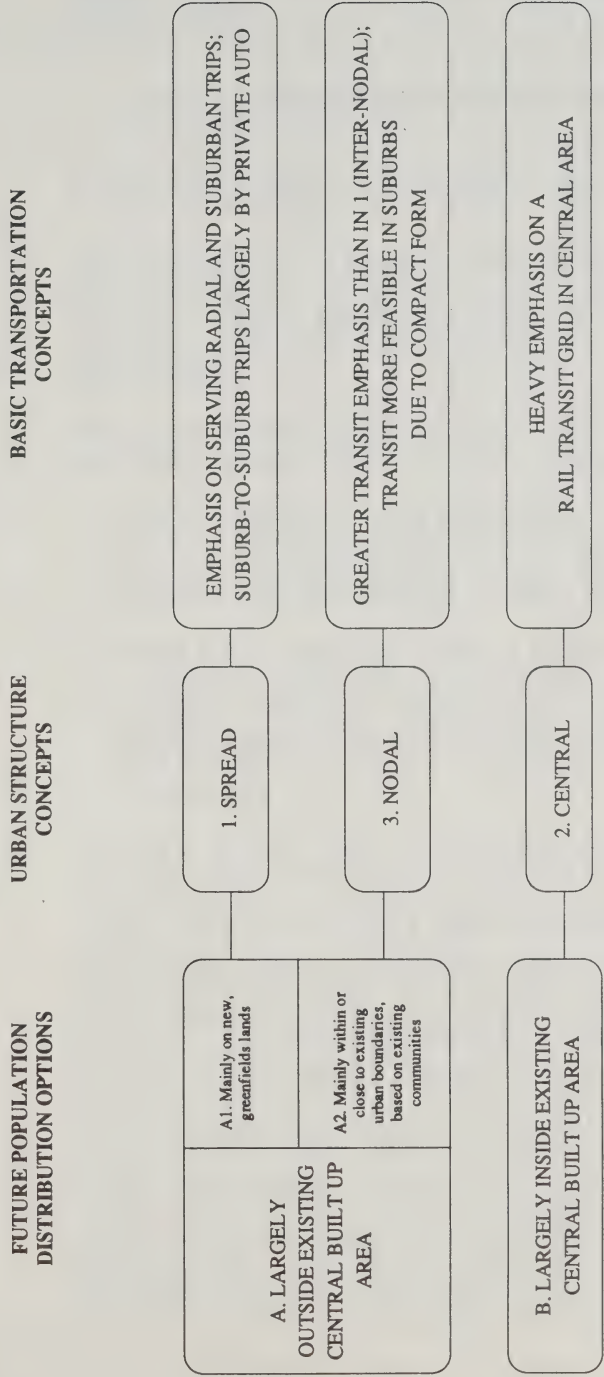 FUTURE POPULATION
DISTRIBUTION OPTIONS
URBAN STRUCTURE
CONCEPTS
BASIC TRANSPORTATION
CONCEPTS
A. LARGELY
OUTSIDE EXISTING
CENTRAL BUILT UP
AREA
A1. Mainly on new,
greenfields lands
1. SPREAD
EMPHASIS ON SERVING RADIAL AND SUBURBAN TRIPS;
SUBURB-TO-SUBURB TRIPS LARGELY BY PRIVATE AUTO
A2. Mainly within or
close to existing
urban boundaries,
based on existing
communities
3. NODAL
GREATER TRANSIT EMPHASIS THAN IN 1 (INTER-NODAL);
TRANSIT MORE FEASIBLE IN SUBURBS
DUE TO COMPACT FORM
B. LARGELY INSIDE EXISTING
CENTRAL BUILT UP AREA
2. CENTRAL
HEAVY EMPHASIS ON A
RAIL TRANSIT GRID IN CENTRAL AREA